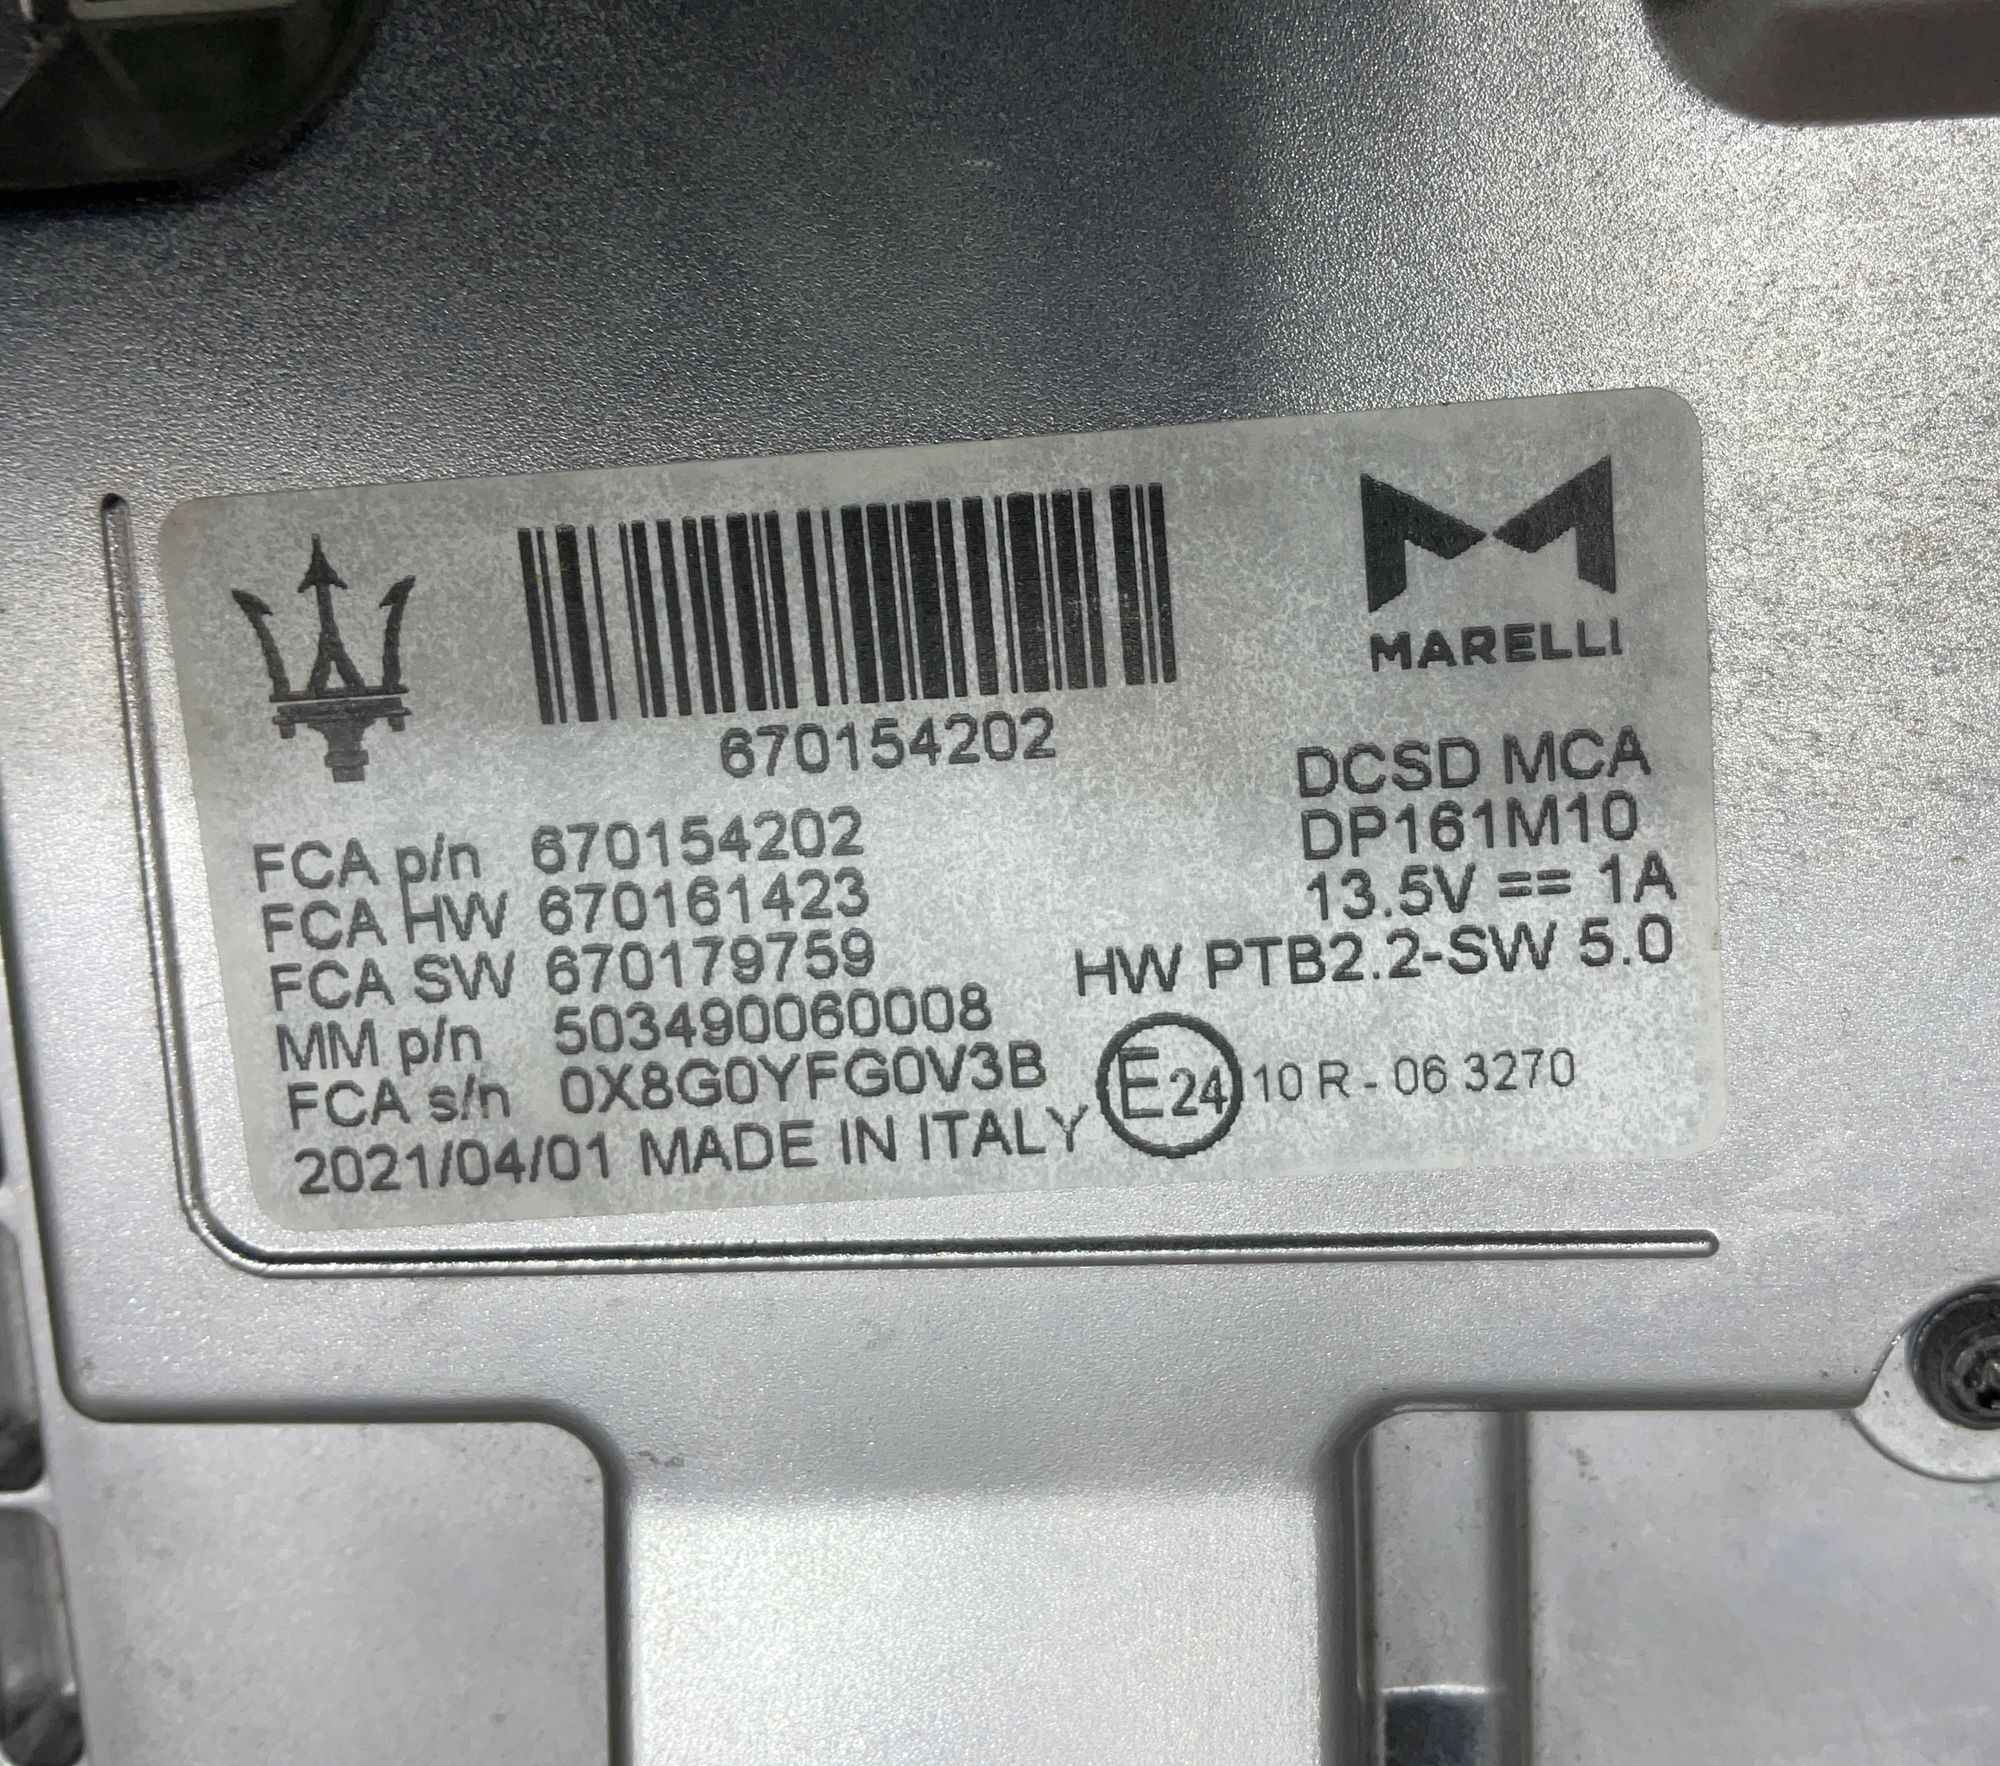 MARELLI
670154202
DCSD MCA
DP161M10
13.5V == 1A
HW PTB2.2-SW 5.0
FCA p/n 670154202
FCA HW 670161423
FCA SW 670179759
MM p/n 503490060008
FCA s/n 0X8G0YFG0V3B
2021/04/01 MADE IN ITALY
E24 10 R - 06 3270